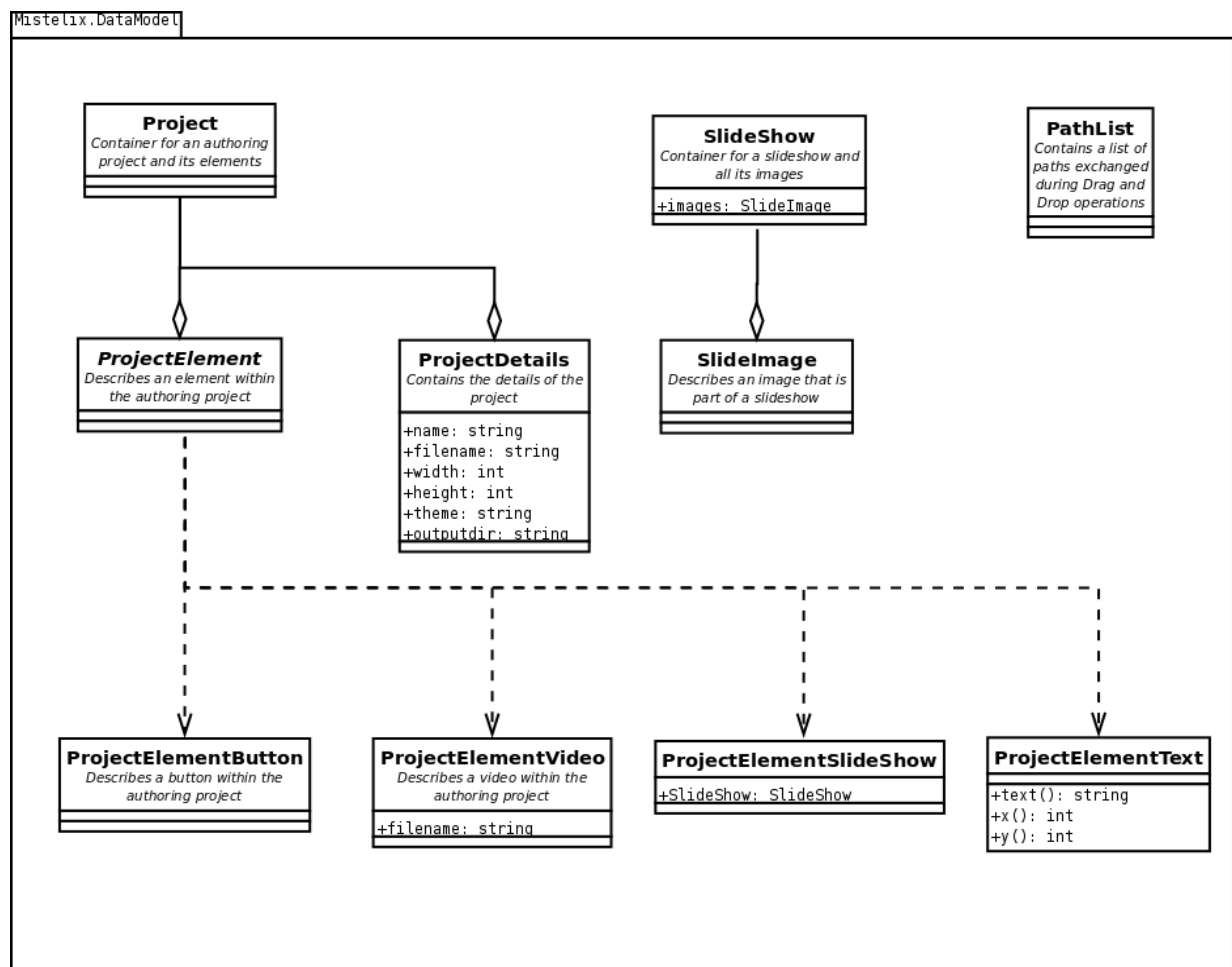 Mistelix.DataModel
Project
Container for an authoring
project and its elements
SlideShow
Container for a slideshow and
all its images
+images: SlideImage
PathList
Contains a list of
paths exchanged
during Drag and
Drop operations
ProjectElement
Describes an element within
the authoring project
ProjectDetails
Contains the details of the
project
+name: string
+filename: string
+width: int
+height: int
+theme: string
+outputdir: string
SlideImage
Describes an image that is
part of a slideshow
ProjectElementButton
Describes a button within the
authoring project
ProjectElementVideo
Describes a video within the
authoring project
+filename: string
ProjectElementSlideShow
+SlideShow: SlideShow
ProjectElementText
+text(): string
+x(): int
+y(): int